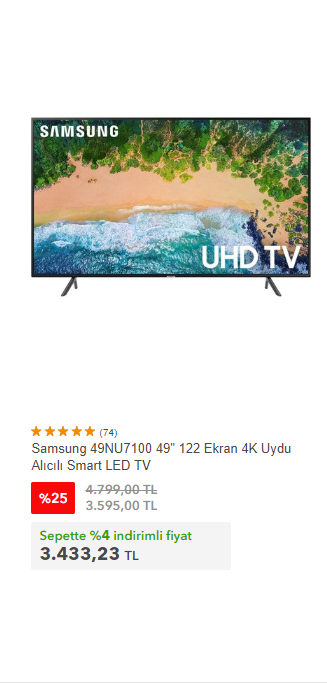 SAMSUNG
UHD TV
(74)
Samsung 49NU7100 49" 122 Ekran 4K Uydu
Alıcılı Smart LED TV
%25
4.799,00 TL
3.595,00 TL
Sepette %4 indirimli fiyat
3.433,23 TL